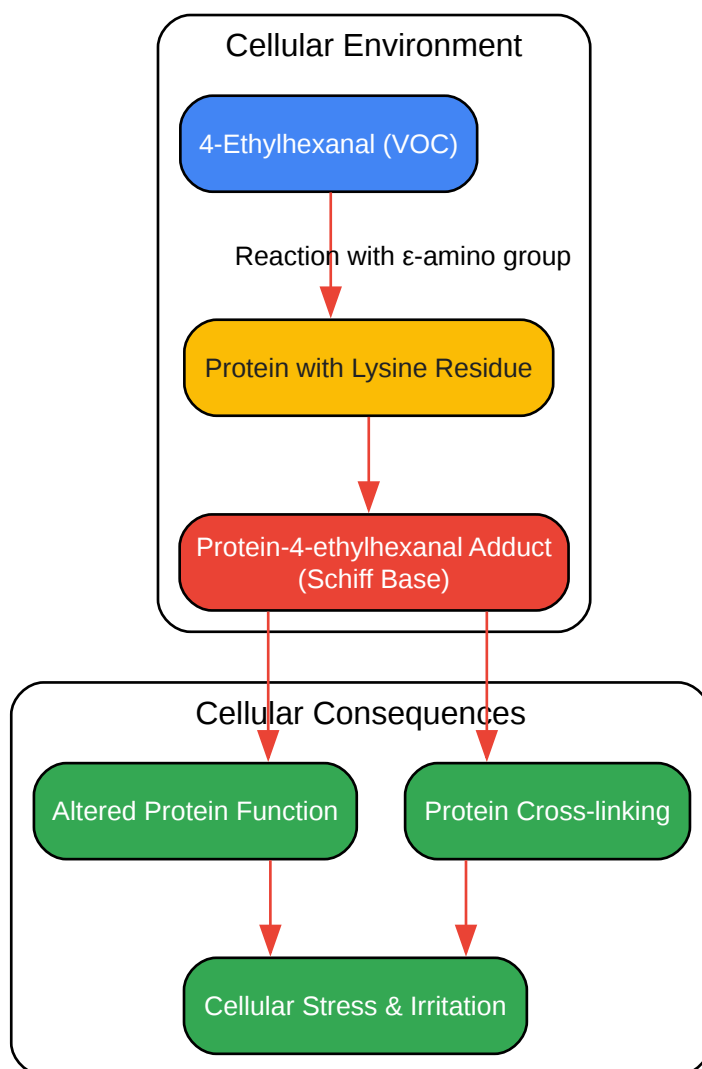 Cellular Environment
4-Ethylhexanal (VOC)
Reaction with ε-amino group
Protein with Lysine Residue
Protein-4-ethylhexanal Adduct
(Schiff Base)
Cellular Consequences
Altered Protein Function
Protein Cross-linking
Cellular Stress & Irritation